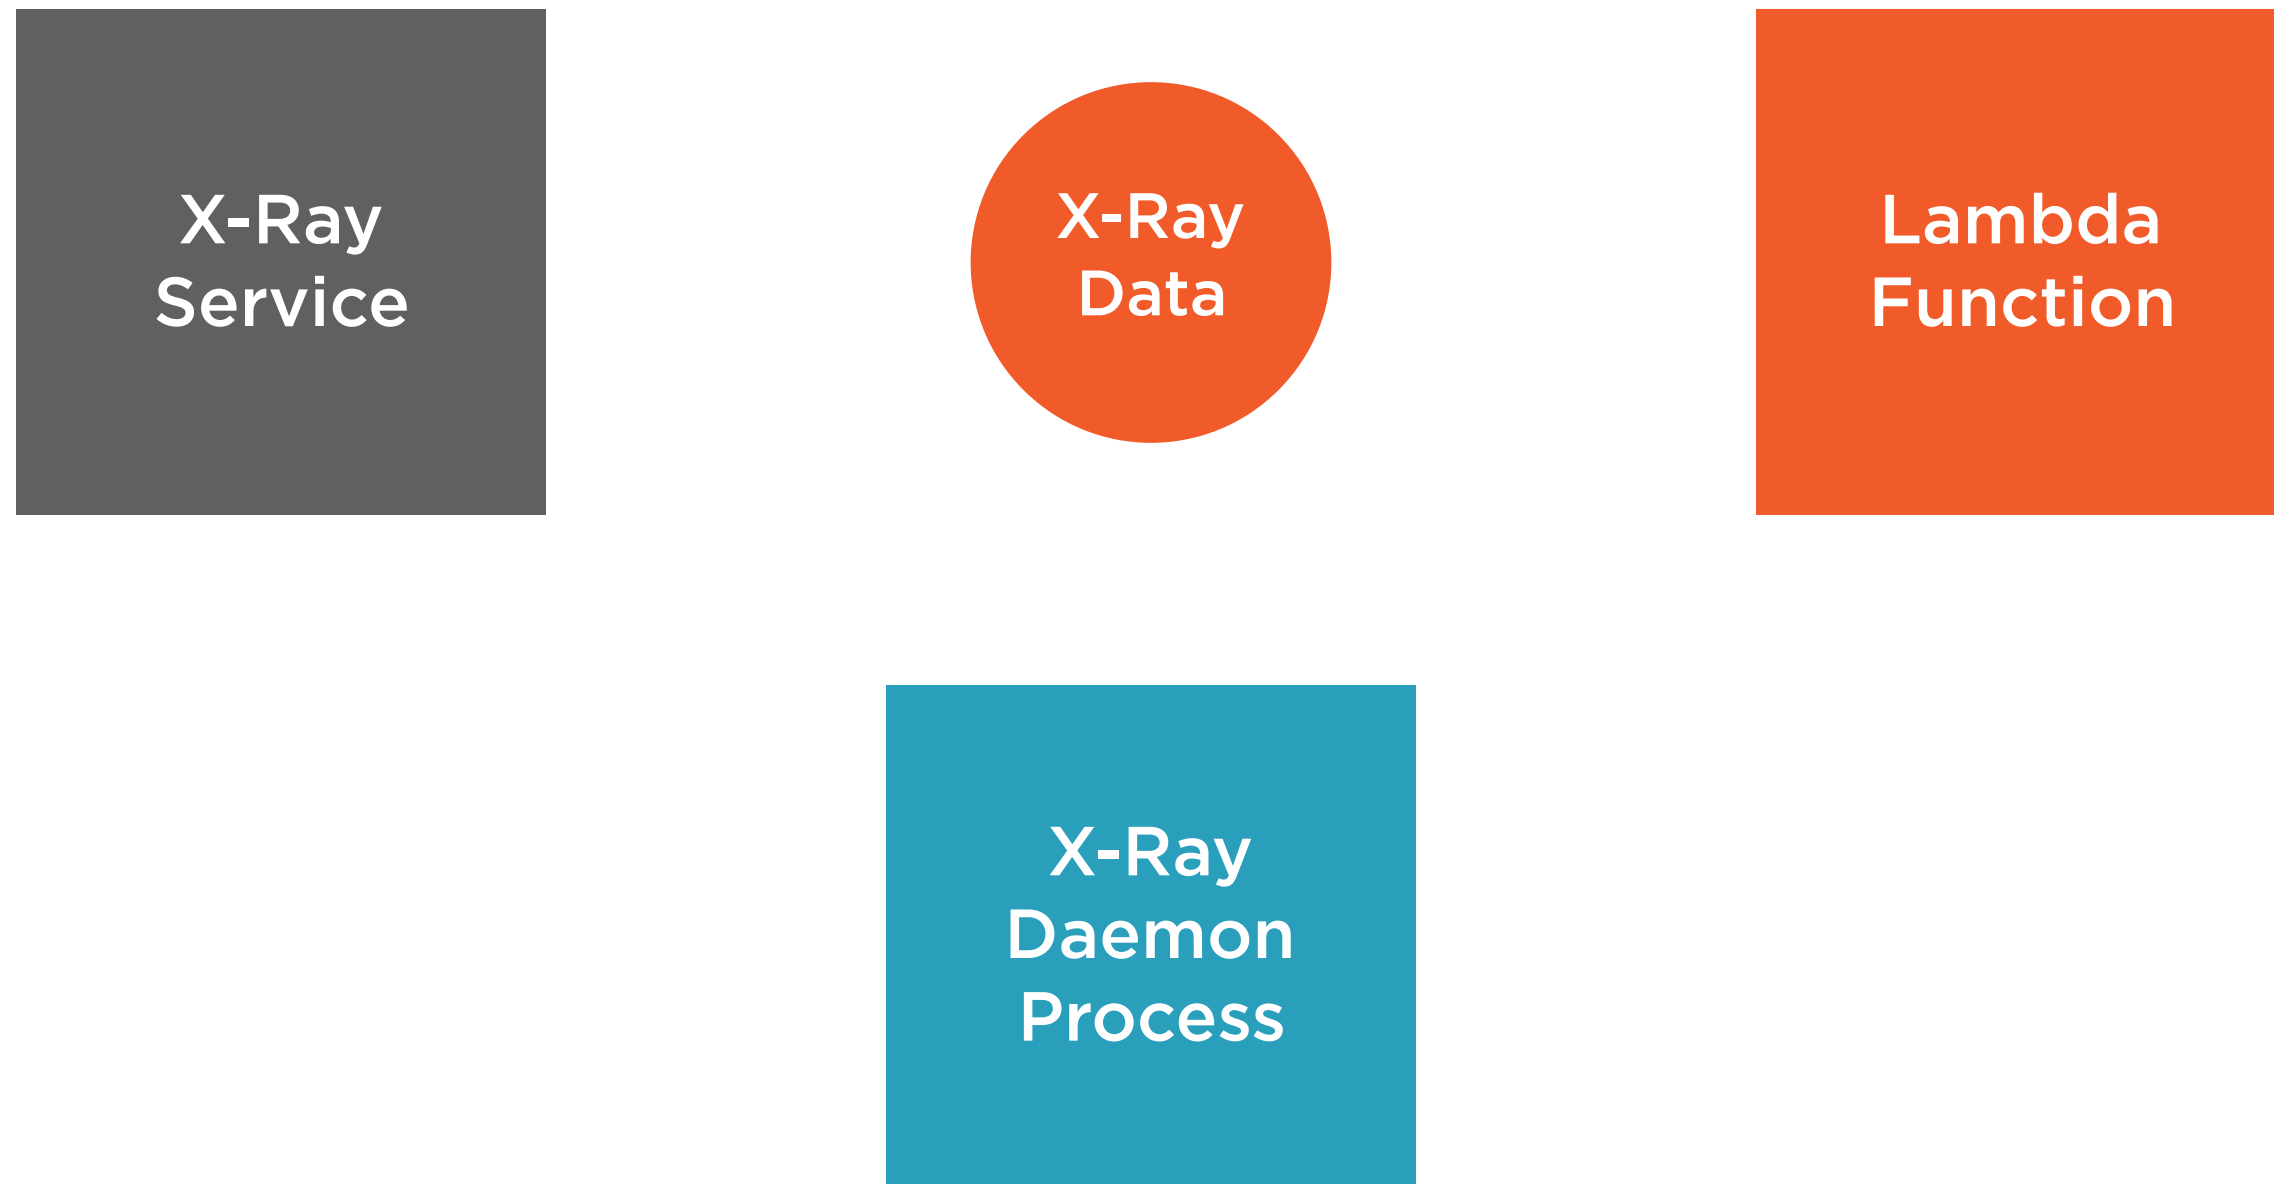 X-Ray
Service
X-Ray
Data
Lambda
Function
X-Ray
Daemon
Process